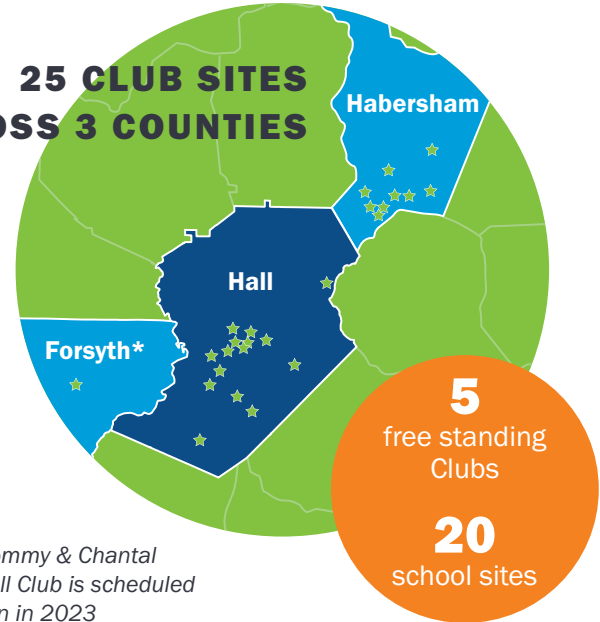 25 CLUB SITES
OSS 3 COUNTIES
Habersham
Hall
Forsyth*
5
free standing
Clubs
20
school sites
mmy & Chantal
ll Club is scheduled
n in 2023